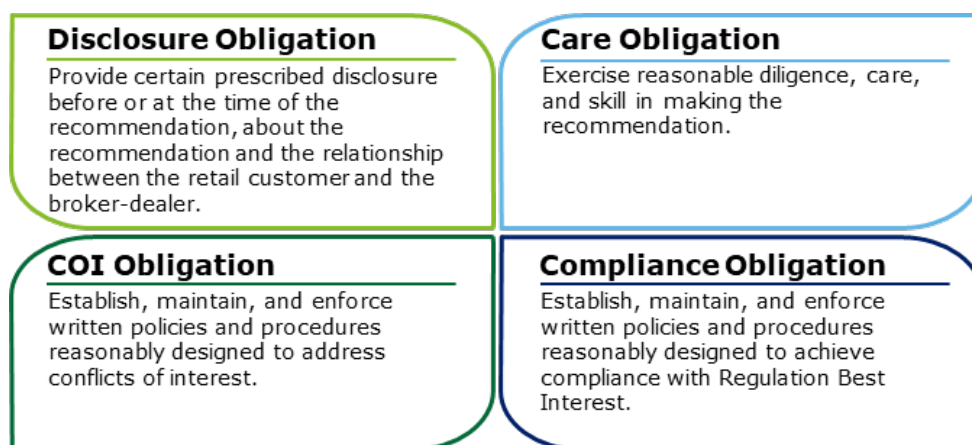 Disclosure Obligation
Provide certain prescribed disclosure
before or at the time of the
recommendation, about the
recommendation and the relationship
between the retail customer and the
broker-dealer.
Care Obligation
Exercise reasonable diligence, care,
and skill in making the
recommendation.
COI Obligation
Establish, maintain, and enforce
written policies and procedures
reasonably designed to address
conflicts of interest.
Compliance Obligation
Establish, maintain, and enforce
written policies and procedures
reasonably designed to achieve
compliance with Regulation Best
Interest.